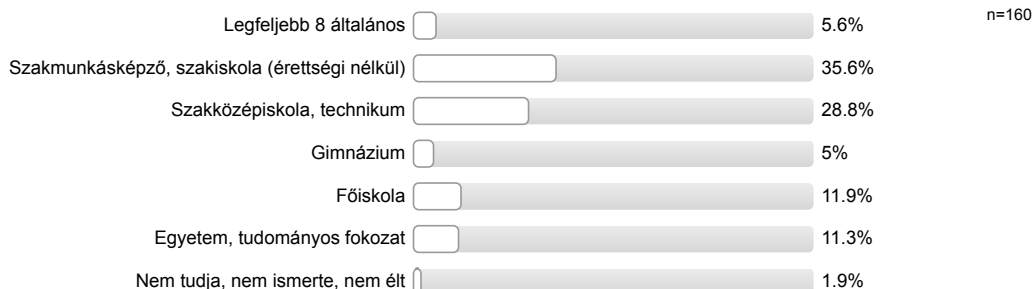 n=160
Legfeljebb 8 általános 5.6%
Szakmunkásképző, szakiskola (érettségi nélkül) 35.6%
Szakközépiskola, technikum 28.8%
Gimnázium 5%
Főiskola 11.9%
Egyetem, tudományos fokozat 11.3%
Nem tudja, nem ismerte, nem élt 1.9%